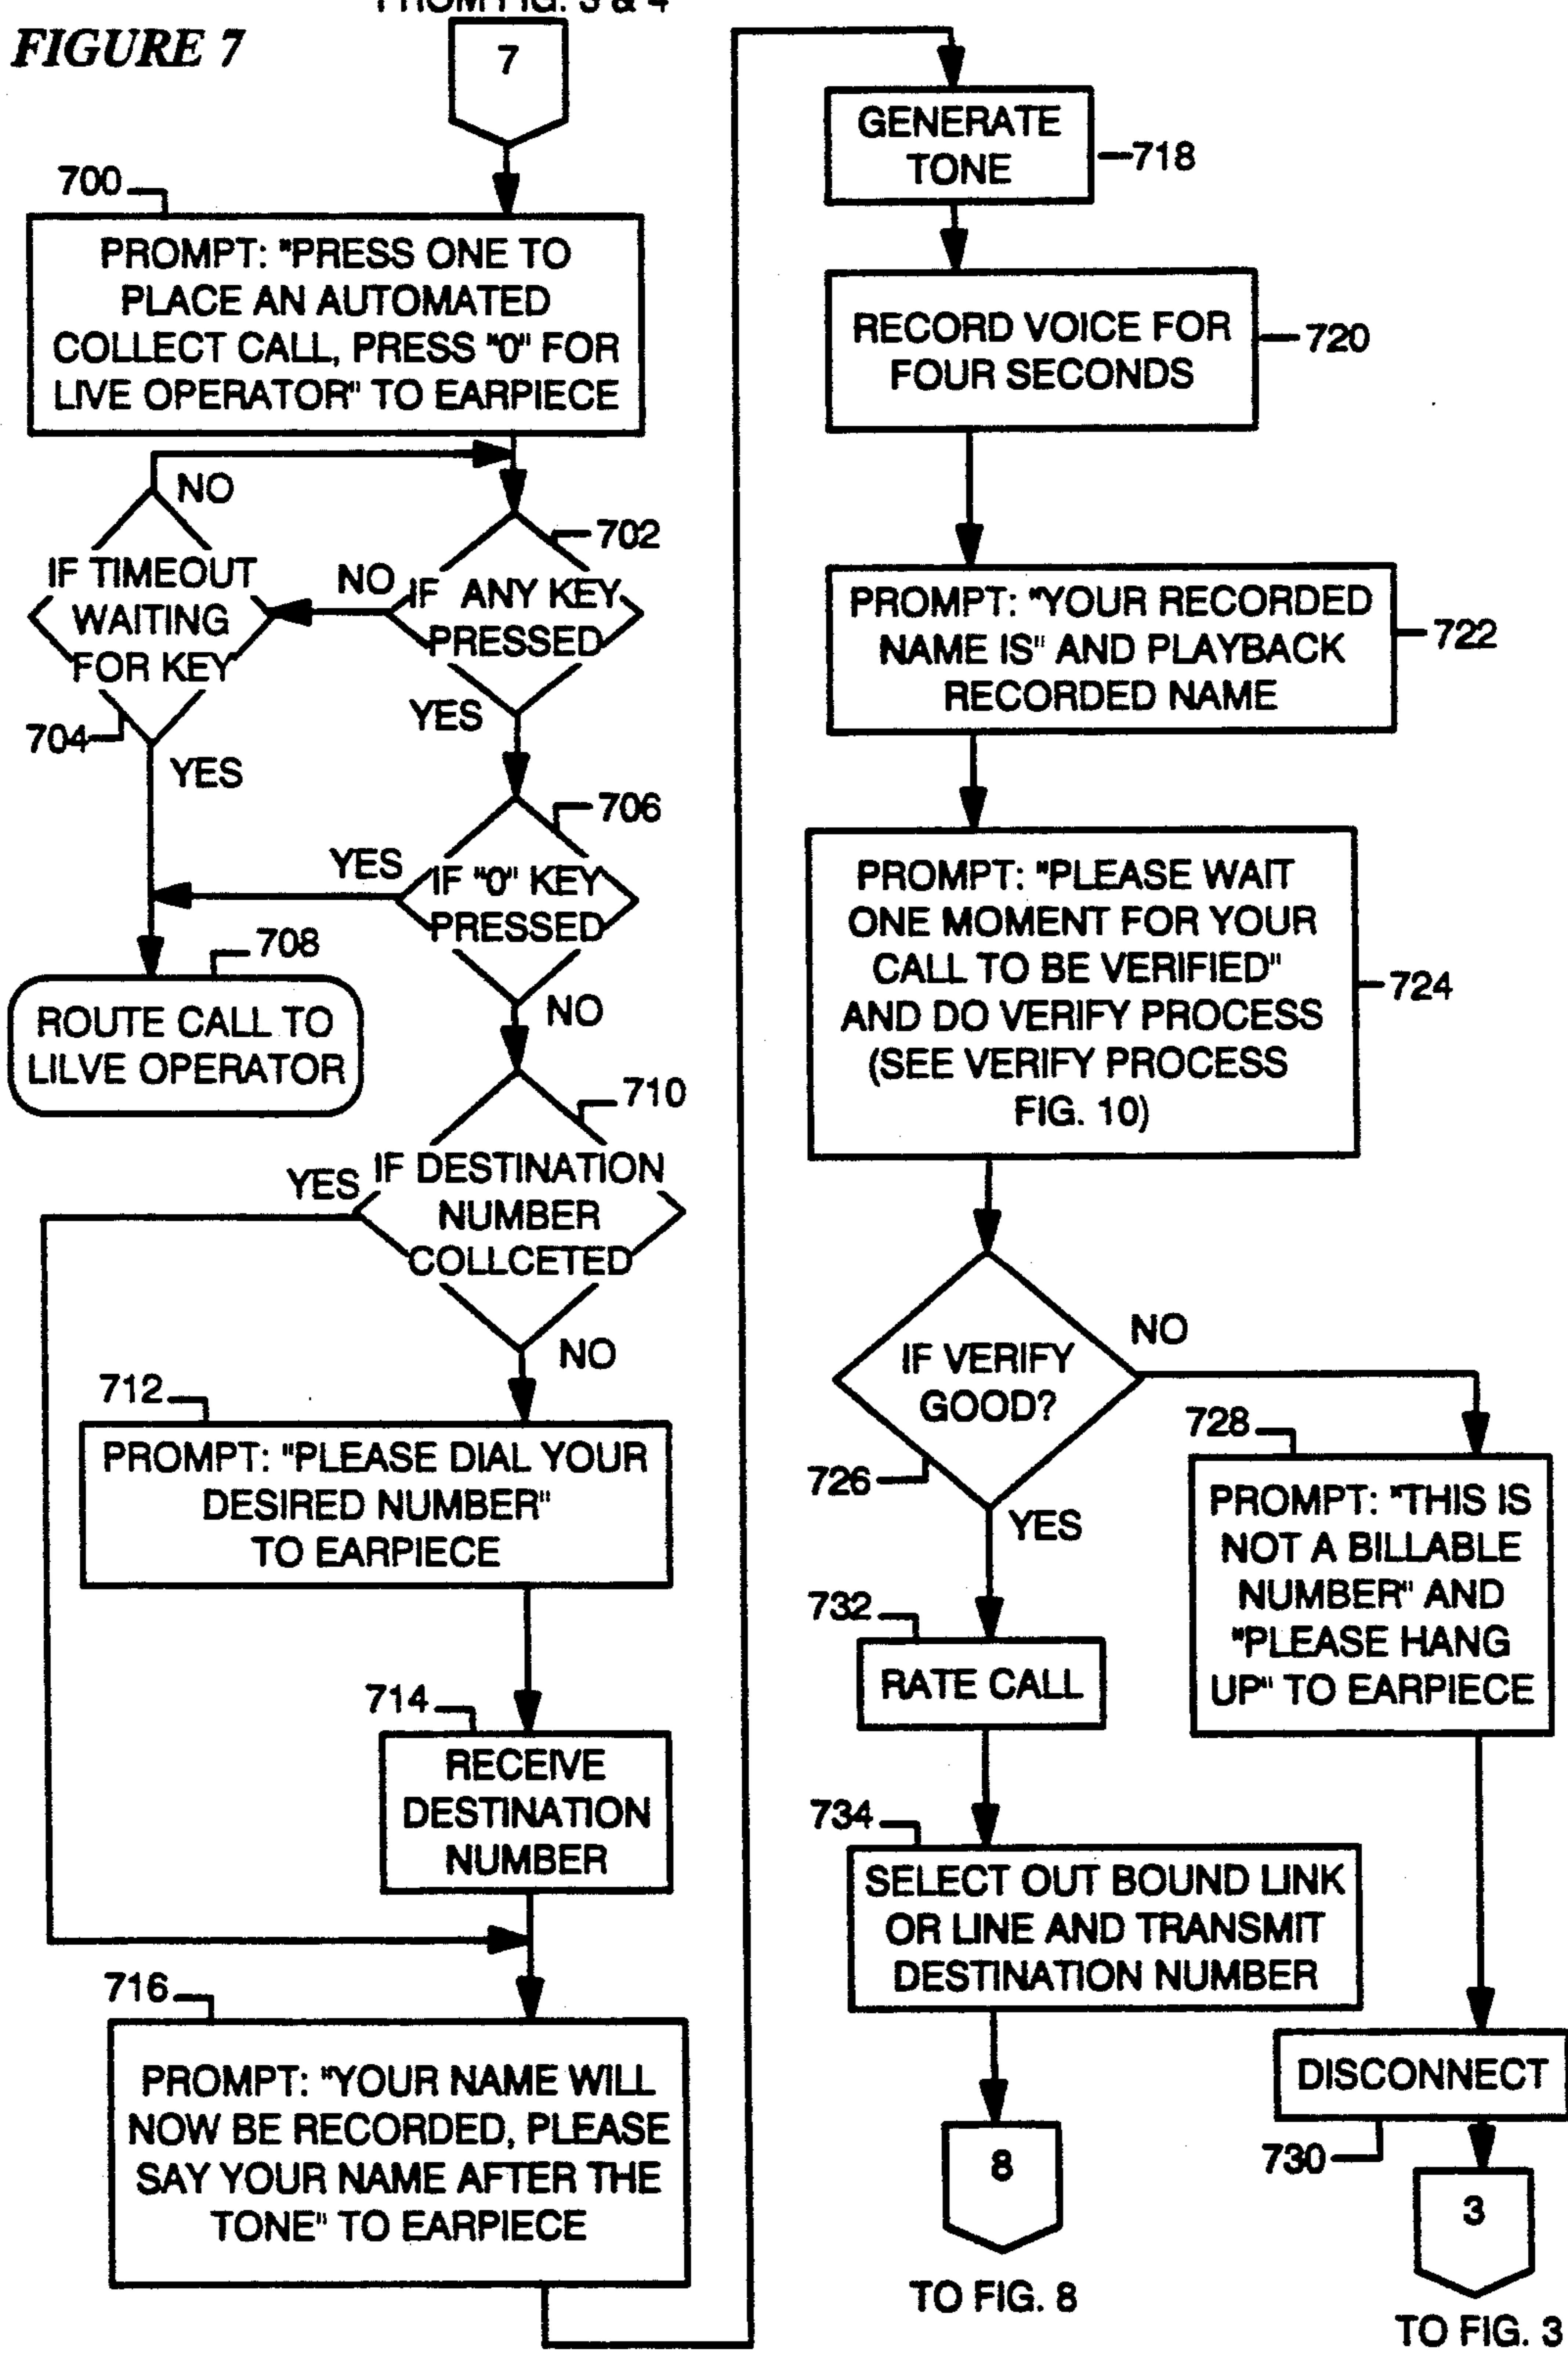 FROM FIG. 3 & 4
FIGURE 7
7
700
PROMPT: "PRESS ONE TO
PLACE AN AUTOMATED
COLLECT CALL, PRESS "0" FOR
LIVE OPERATOR" TO EARPIECE
NO
702
IF TIMEOUT
WAITING
FOR KEY
NO
IF ANY KEY
PRESSED
704
YES
YES
706
YES
IF "0" KEY
PRESSED
708
NO
ROUTE CALL TO
LILVE OPERATOR
710
YES
IF DESTINATION
NUMBER
COLLCETED
NO
712
PROMPT: "PLEASE DIAL YOUR
DESIRED NUMBER"
TO EARPIECE
714
RECEIVE
DESTINATION
NUMBER
716
PROMPT: "YOUR NAME WILL
NOW BE RECORDED, PLEASE
SAY YOUR NAME AFTER THE
TONE" TO EARPIECE
GENERATE
TONE
718
RECORD VOICE FOR
FOUR SECONDS
720
PROMPT: "YOUR RECORDED
NAME IS" AND PLAYBACK
RECORDED NAME
722
PROMPT: "PLEASE WAIT
ONE MOMENT FOR YOUR
CALL TO BE VERIFIED"
AND DO VERIFY PROCESS
(SEE VERIFY PROCESS
FIG. 10)
724
IF VERIFY
GOOD?
NO
726
YES
728
PROMPT: "THIS IS
NOT A BILLABLE
NUMBER" AND
"PLEASE HANG
UP" TO EARPIECE
732
RATE CALL
734
SELECT OUT BOUND LINK
OR LINE AND TRANSMIT
DESTINATION NUMBER
DISCONNECT
730
8
3
TO FIG. 8
TO FIG. 3